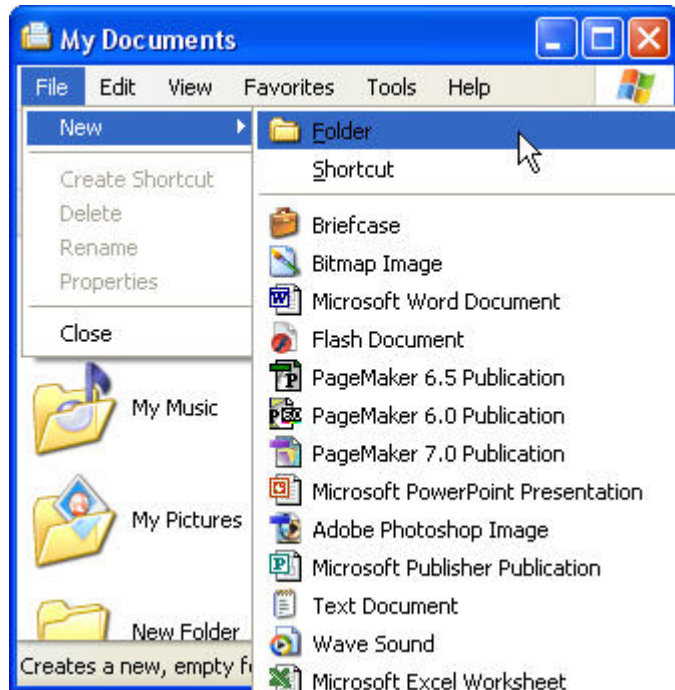 My Documents
File Edit View Favorites Tools Help
New
Create Shortcut
Delete
Rename
Properties
Close
Folder
Shortcut
Briefcase
Bitmap Image
Microsoft Word Document
Flash Document
PageMaker 6.5 Publication
PageMaker 6.0 Publication
PageMaker 7.0 Publication
Microsoft PowerPoint Presentation
Adobe Photoshop Image
Microsoft Publisher Publication
Text Document
Wave Sound
Microsoft Excel Worksheet
My Music
My Pictures
New Folder
Creates a new, empty f